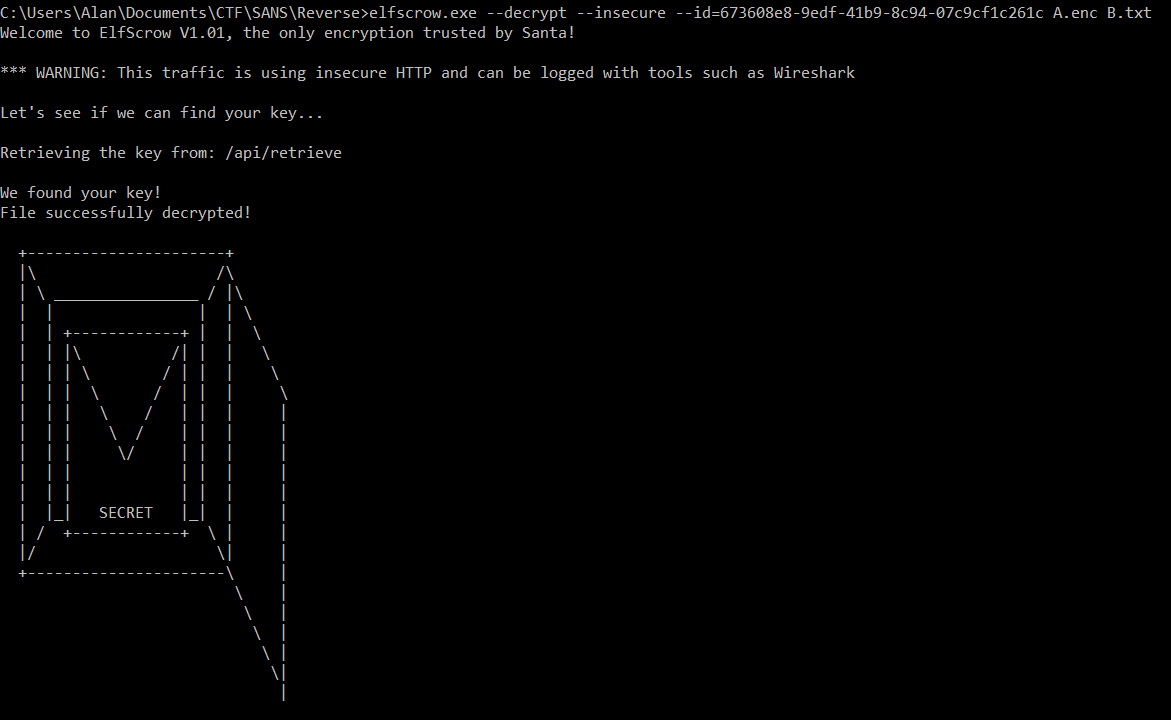 C:\Users\Alan\Documents\CTF\SANS\Reverse>elfscrow.exe --decrypt --insecure --id=673608e8-9edf-41b9-8c94-07c9cf1c261c A.enc B.txt
Welcome to ElfScrow V1.01, the only encryption trusted by Santa!
*** WARNING: This traffic is using insecure HTTP and can be logged with tools such as Wireshark
Let's see if we can find your key...
Retrieving the key from: /api/retrieve
We found your key!
File successfully decrypted!
SECRET